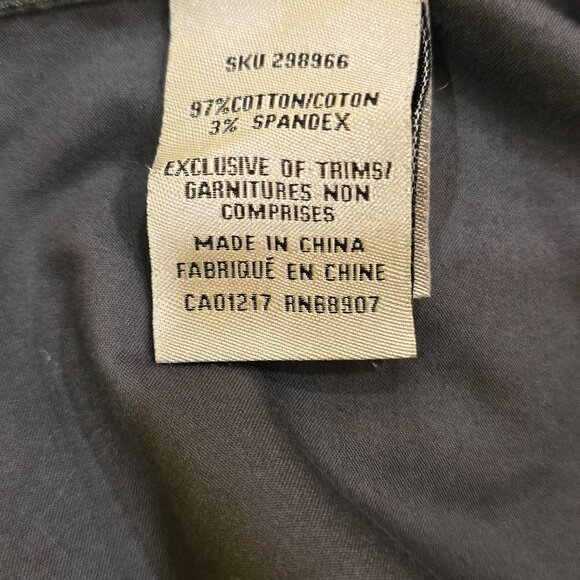 SKU 298966
97%COTTON/COTON
3% SPANDEX
EXCLUSIVE OF TRIMS/
GARNITURES NON
COMPRISES
MADE IN CHINA
FABRIQUÉ EN CHINE
CA01217 RN68907